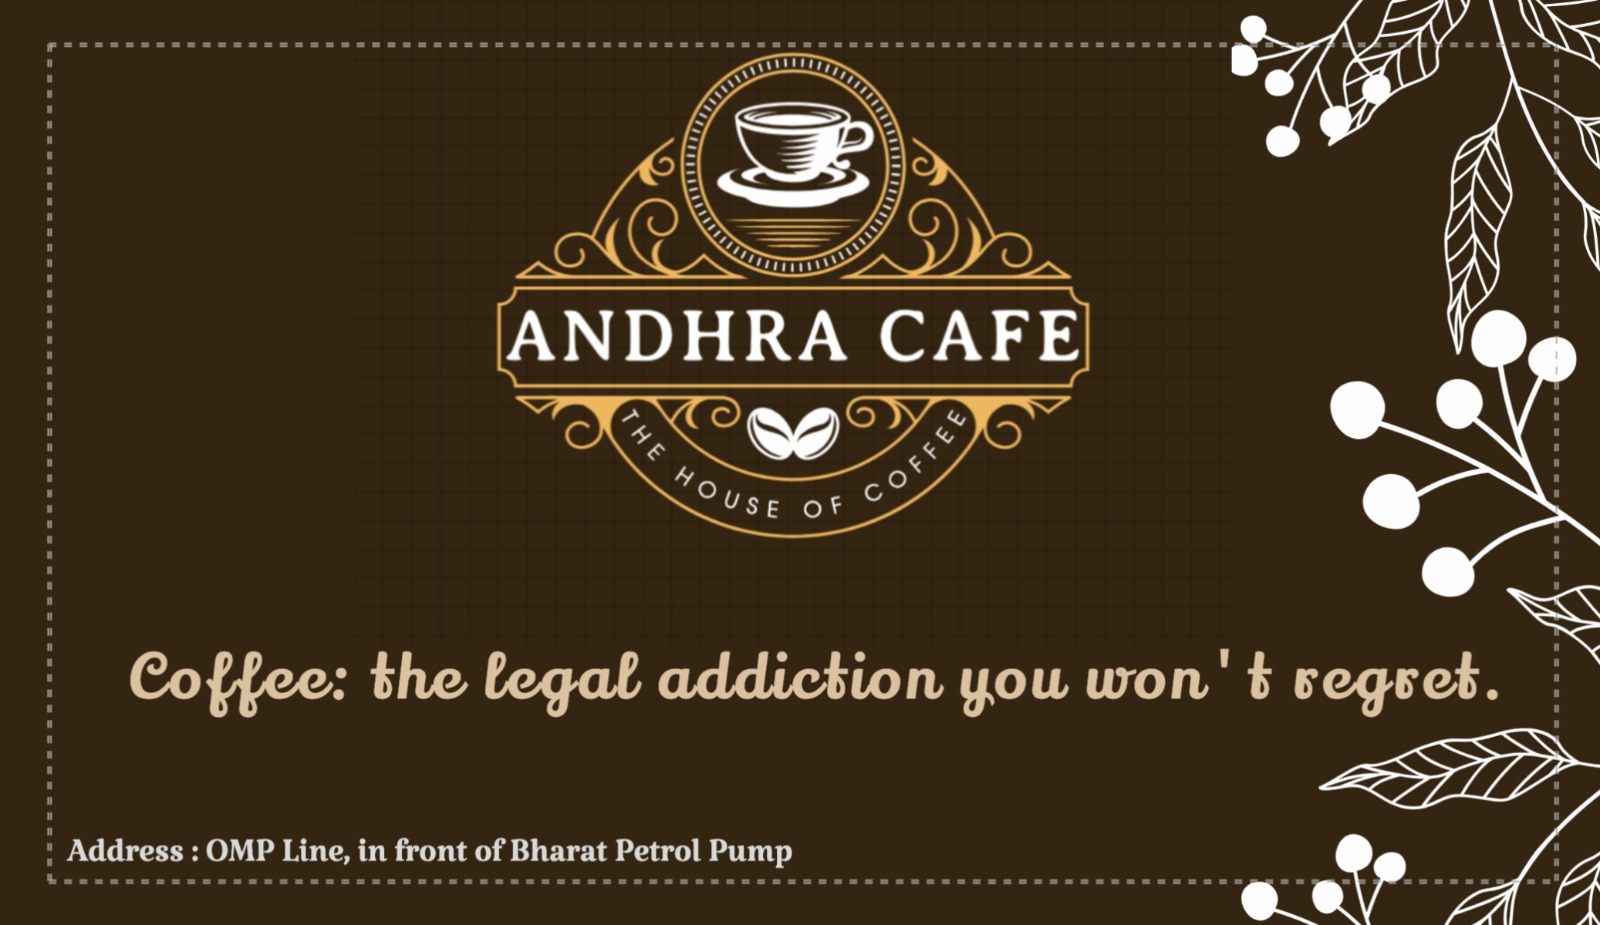 ANDHRA CAFE
THE HOUSE OF COFFEE
Coffee: the legal addiction you won't regret.
Address : OMP Line, in front of Bharat Petrol Pump